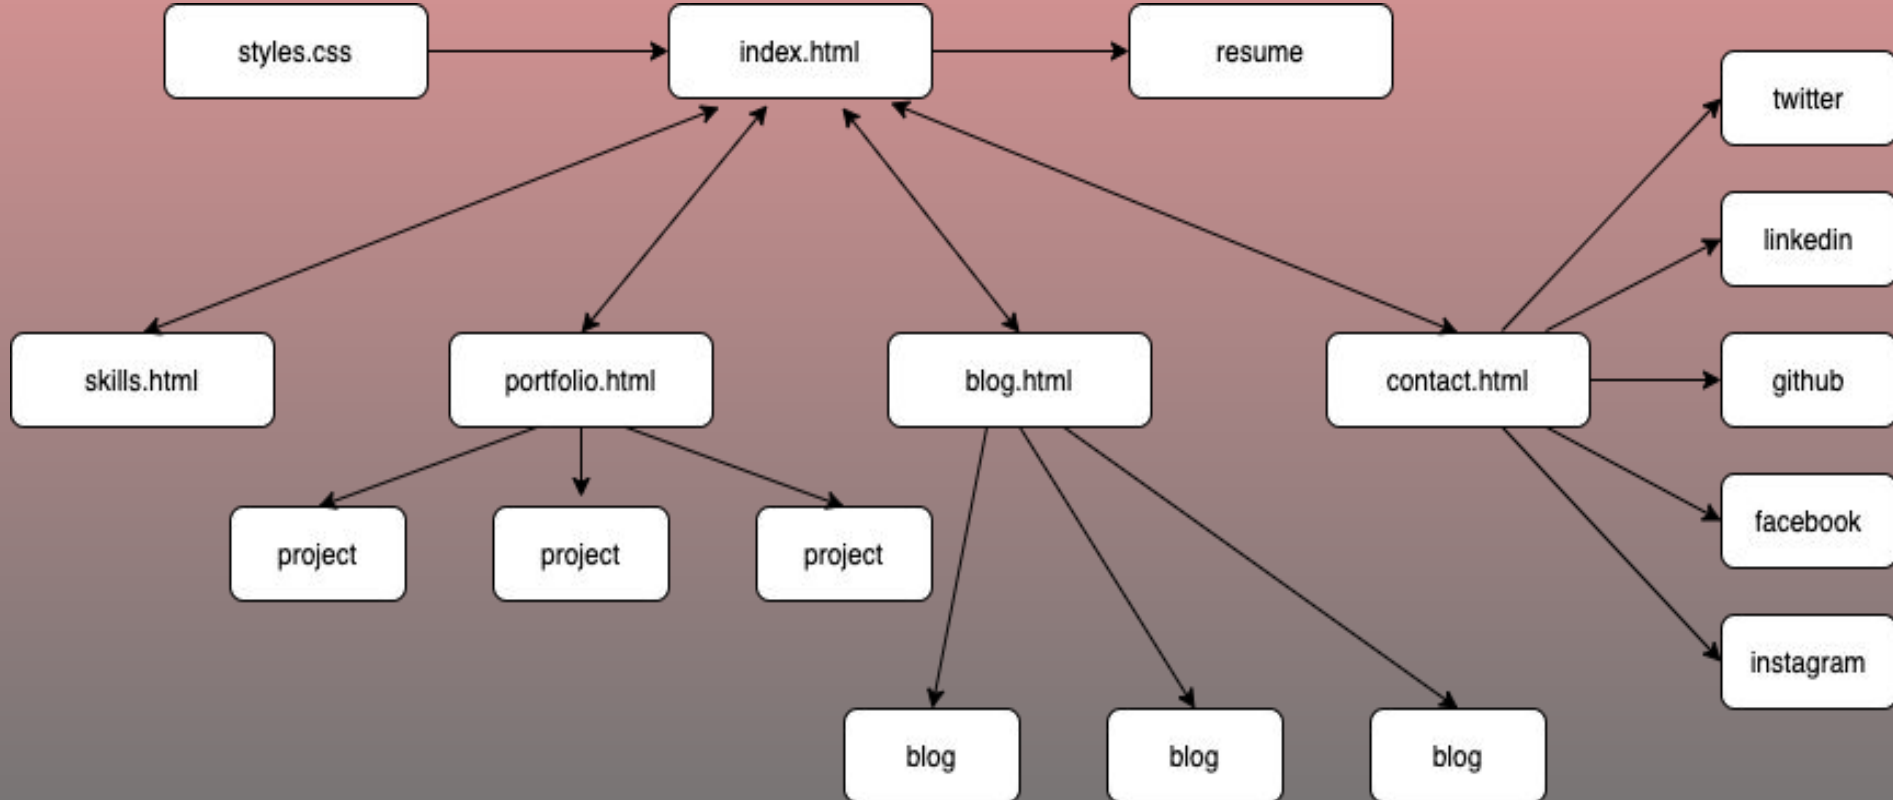 styles.css
index.html
resume
twitter
linkedin
skills.html
portfolio.html
blog.html
contact.html
github
facebook
project
project
project
instagram
blog
blog
blog